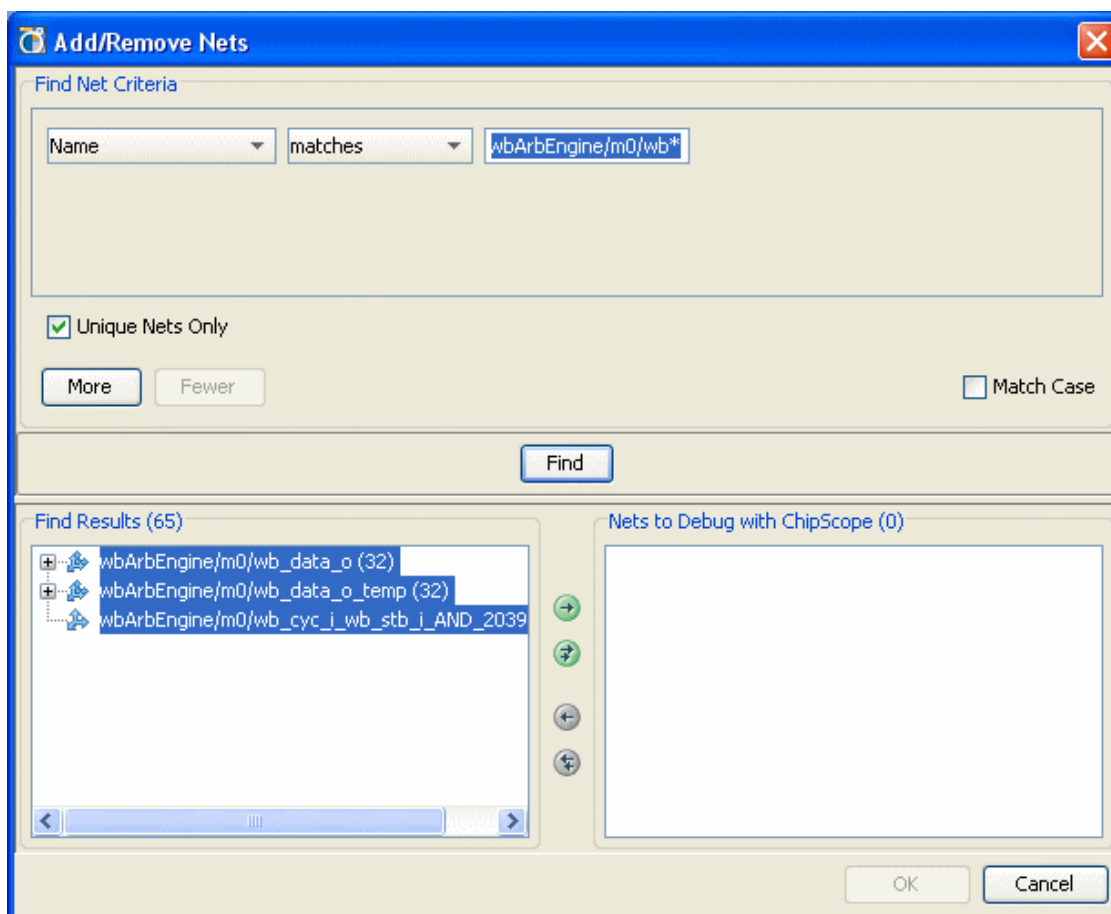 Add/Remove Nets
Find Net Criteria
Name matches wbArbEngine/m0/wb*
Unique Nets Only
More Fewer Match Case
Find
Find Results (65)
wbArbEngine/m0/wb_data_o (32)
wbArbEngine/m0/wb_data_o_temp (32)
wbArbEngine/m0/wb_cyc_i_wb_stb_i_AND_2039
Nets to Debug with ChipScope (0)
OK Cancel